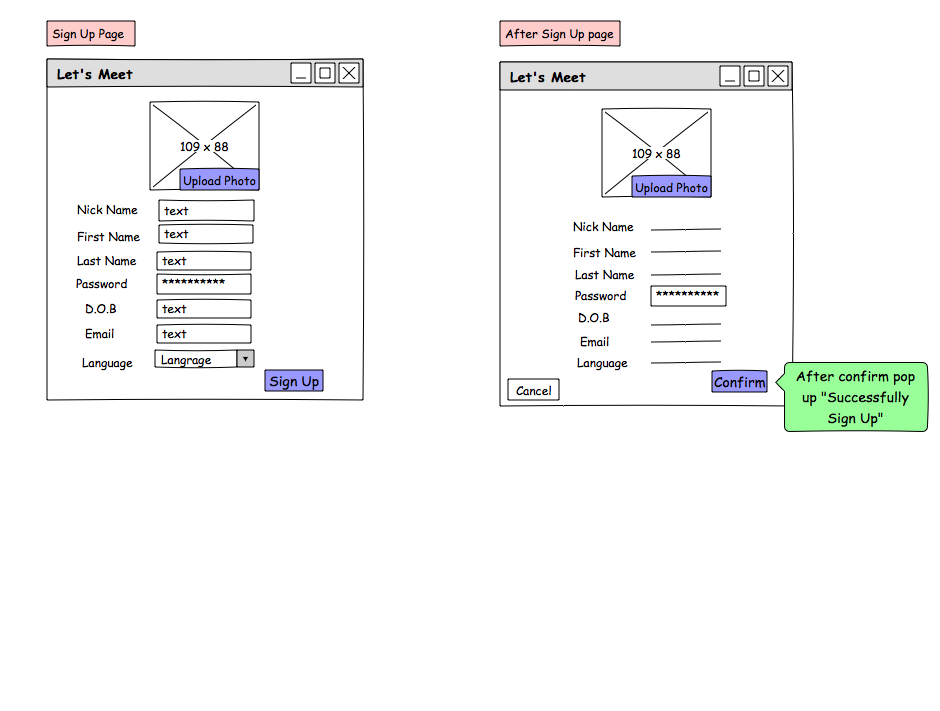 Sign Up Page
Let's Meet
109 x 88
Upload Photo
Nick Name text
First Name text
Last Name text
Password **********
D.O.B text
Email text
Language Langrage
Sign Up
After Sign Up page
Let's Meet
109 x 88
Upload Photo
Nick Name
First Name
Last Name
Password **********
D.O.B
Email
Language
Cancel
Confirm
After confirm pop
up "Successfully
Sign Up"